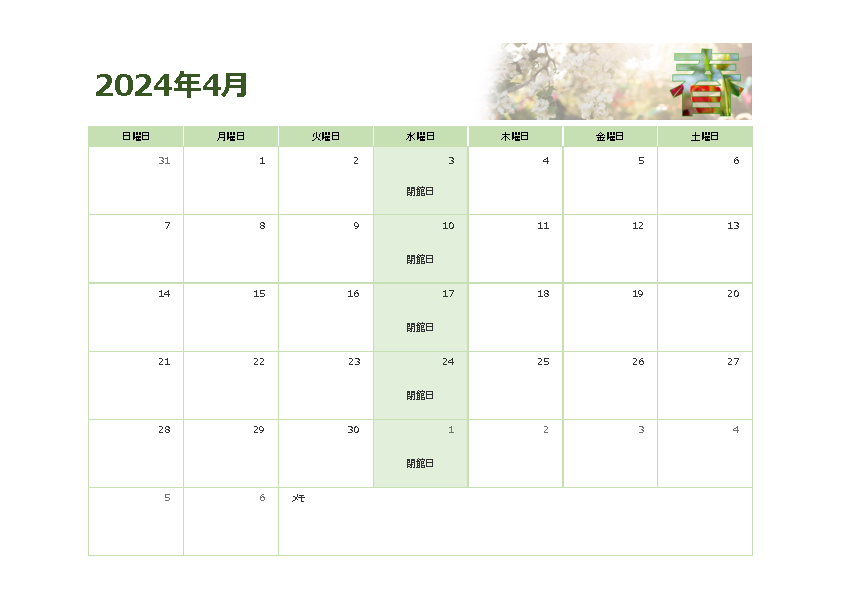 2024年4月
春
日曜日 月曜日 火曜日 水曜日 木曜日 金曜日 土曜日
31 1 2 3 4 5 6
閉館日
7 8 9 10 11 12 13
閉館日
14 15 16 17 18 19 20
閉館日
21 22 23 24 25 26 27
閉館日
28 29 30 1 2 3 4
閉館日
5 6 メモ